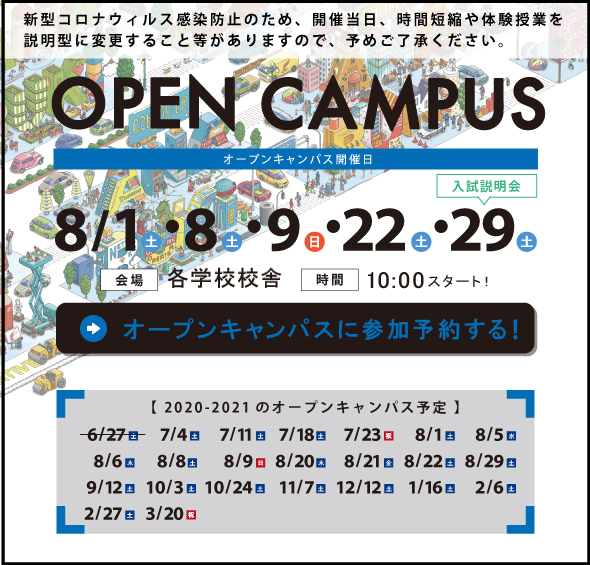 新型コロナウィルス感染防止のため、開催当日、時間短縮や体験授業を
説明型に変更すること等がありますので、予めご了承ください。
OPEN CAMPUS
オープンキャンパス開催日
入試説明会
8/1土・8土・9日・22土・29土
会場 各学校校舎 時間 10:00スタート!
オープンキャンパスに参加予約する!
【 2020-2021 のオープンキャンパス予定 】
6/27土 7/4土 7/11土 7/18土 7/23祝 8/1土 8/5水
8/6木 8/8土 8/9日 8/20木 8/21金 8/22土 8/29土
9/12土 10/3土 10/24土 11/7土 12/12土 1/16土 2/6土
2/27土 3/20祝